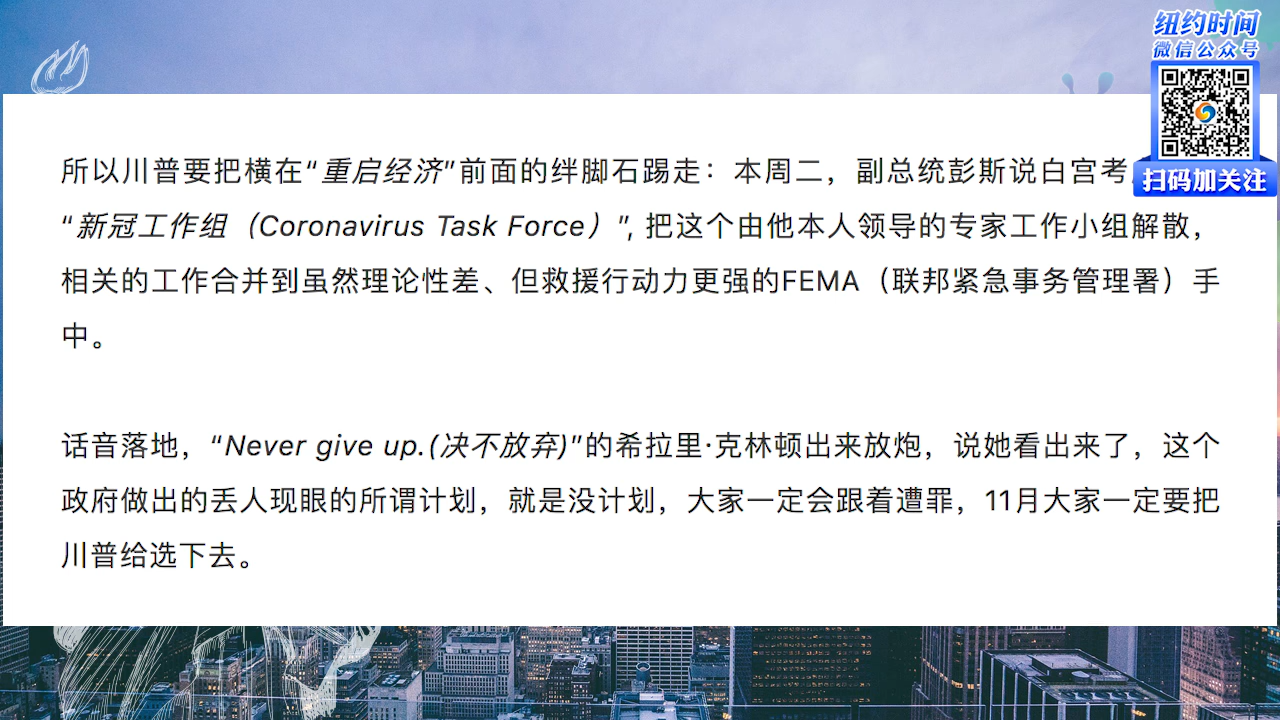 纽约时间
微信公众号
扫码加关注
所以川普要把横在“重启经济”前面的绊脚石踢走：本周二，副总统彭斯说白宫考
“新冠工作组（Coronavirus Task Force）”, 把这个由他本人领导的专家工作小组解散，
相关的工作合并到虽然理论性差、但救援行动力更强的FEMA（联邦紧急事务管理署）手
中。
话音落地，“Never give up.(决不放弃)”的希拉里·克林顿出来放炮，说她看出来了，这个
政府做出的丢人现眼的所谓计划，就是没计划，大家一定会跟着遭罪，11月大家一定要把
川普给选下去。